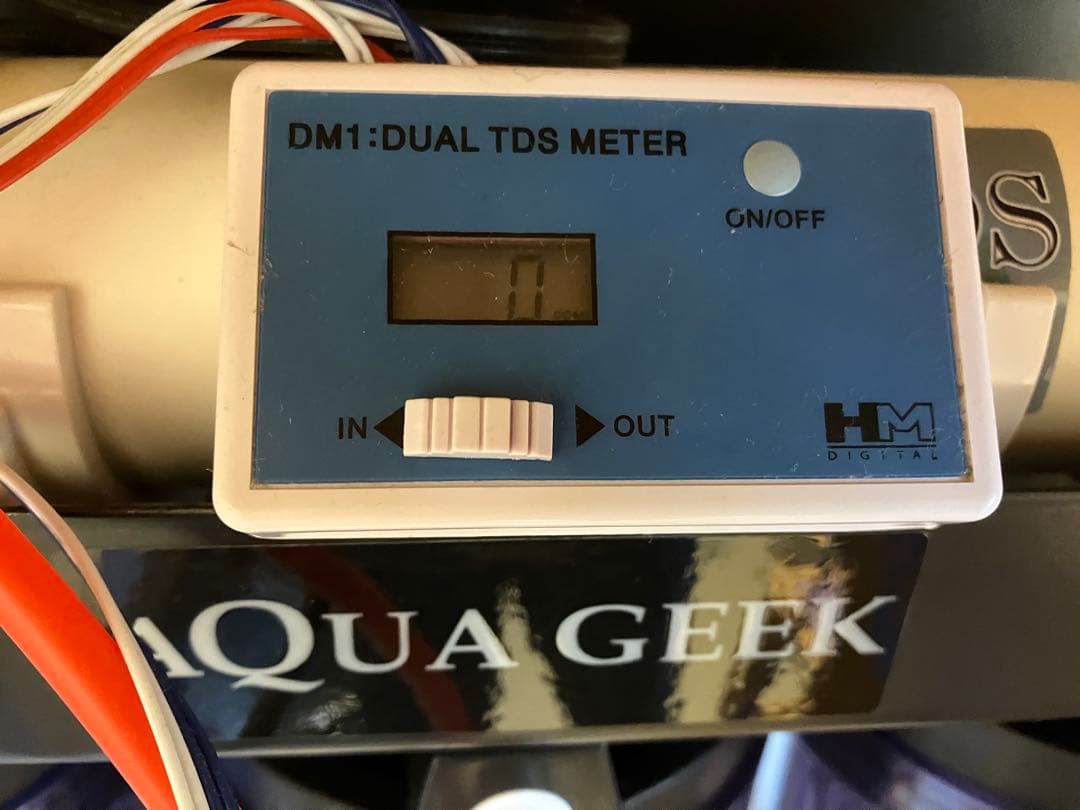 DM1:DUAL TDS METER
ON/OFF
0
IN
OUT
HM
DIGITAL
S
AQUA GEEK